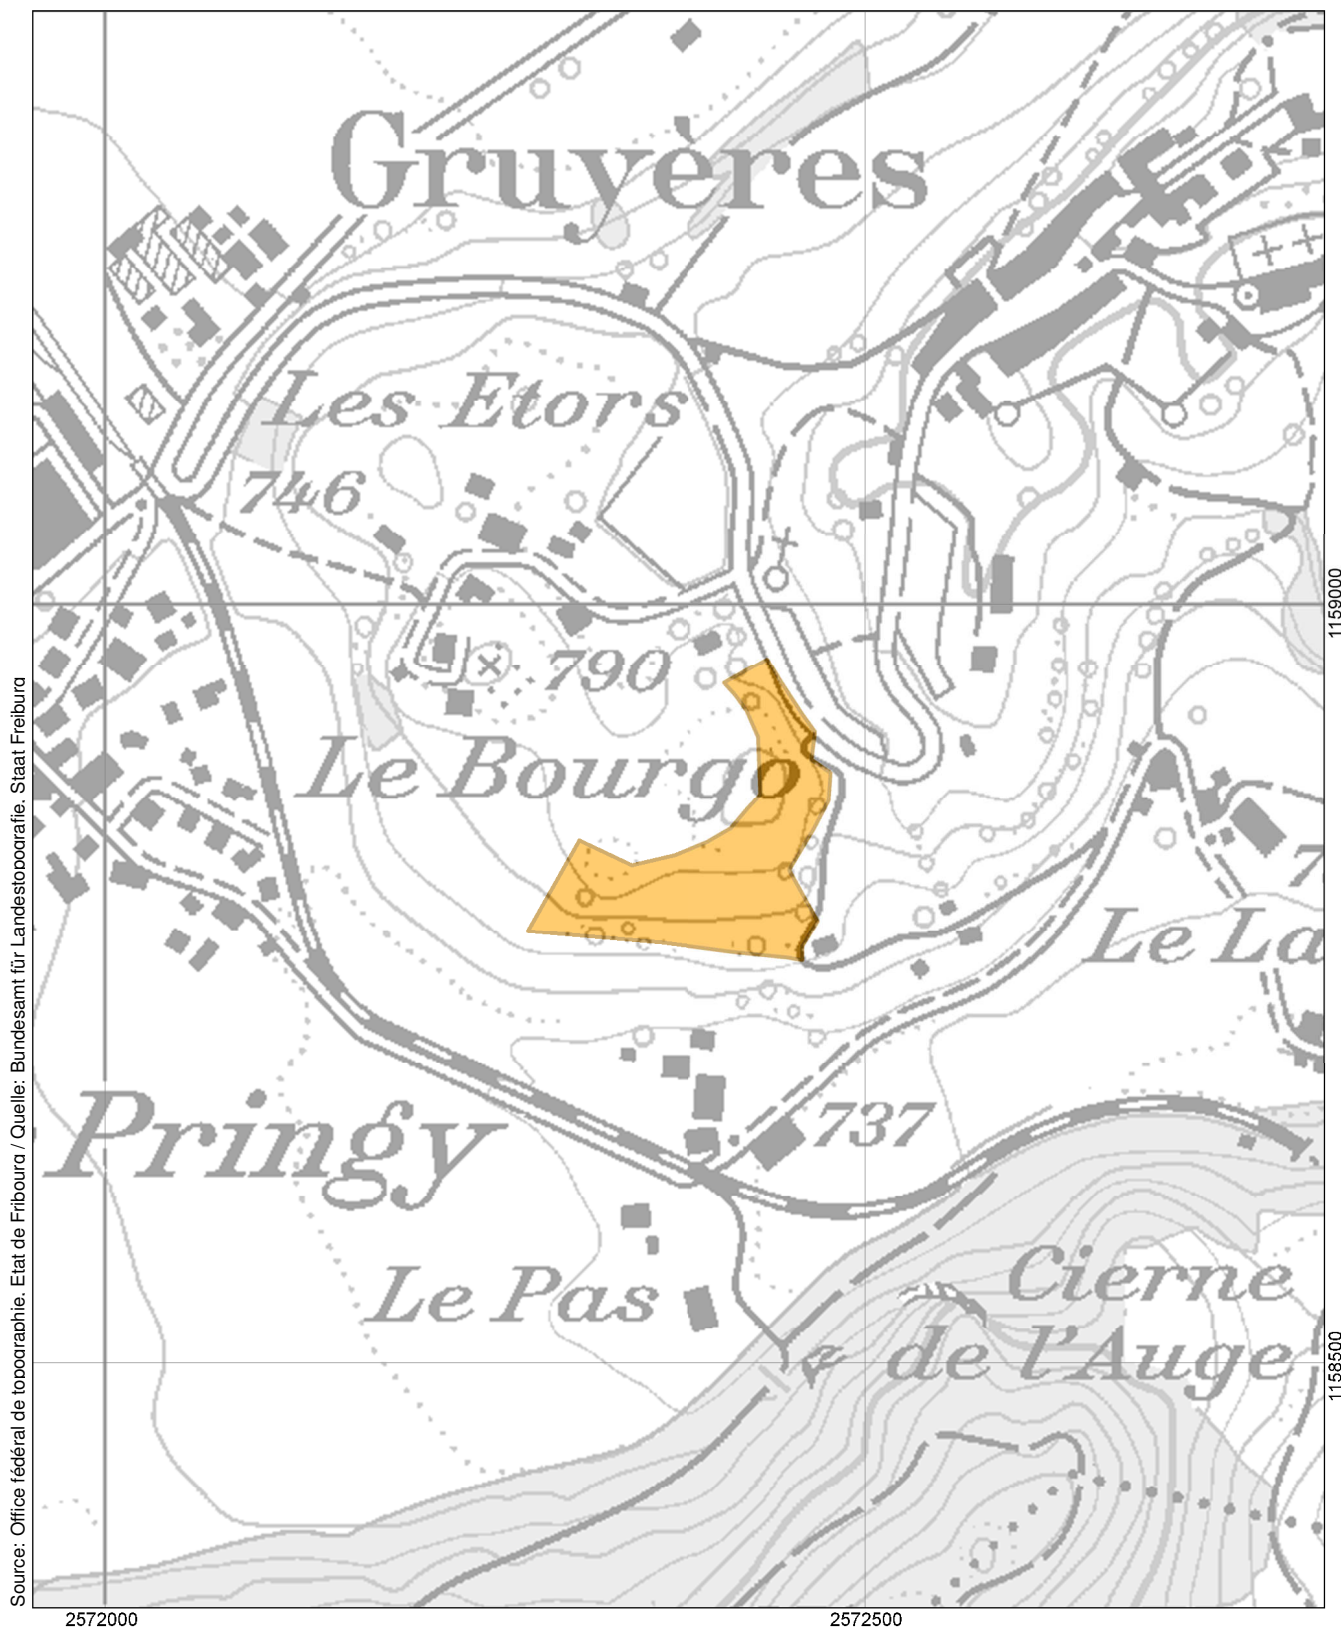 Gruyères
Les Etors
746
1159000
790
Le Bourgo
Le La
7
Pringy
737
Cierne
de l'Auge
Le Pas
1158500
2572000
2572500
Source: Office fédéral de topographie. Etat de Fribourg / Quelle: Bundesamt für Landestopografie. Staat Freiburg